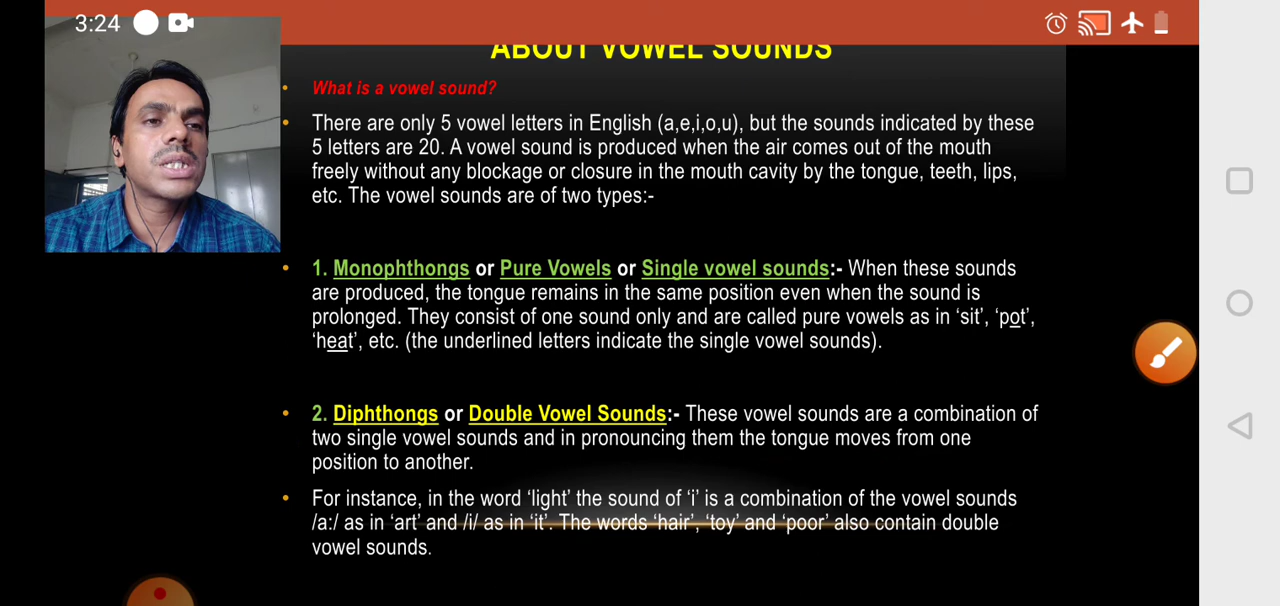 3:24
ABOUT VOWEL SOUNDS
What is a vowel sound?
There are only 5 vowel letters in English (a,e,i,o,u), but the sounds indicated by these
5 letters are 20. A vowel sound is produced when the air comes out of the mouth
freely without any blockage or closure in the mouth cavity by the tongue, teeth, lips,
etc. The vowel sounds are of two types:-
1. Monophthongs or Pure Vowels or Single vowel sounds:- When these sounds
are produced, the tongue remains in the same position even when the sound is
prolonged. They consist of one sound only and are called pure vowels as in ‘sit’, ‘pot’,
‘heat’, etc. (the underlined letters indicate the single vowel sounds).
2. Diphthongs or Double Vowel Sounds:- These vowel sounds are a combination of
two single vowel sounds and in pronouncing them the tongue moves from one
position to another.
For instance, in the word ‘light’ the sound of ‘i’ is a combination of the vowel sounds
/a:/ as in ‘art’ and /i/ as in ‘it’. The words ‘hair’, ‘toy’ and ‘poor’ also contain double
vowel sounds.